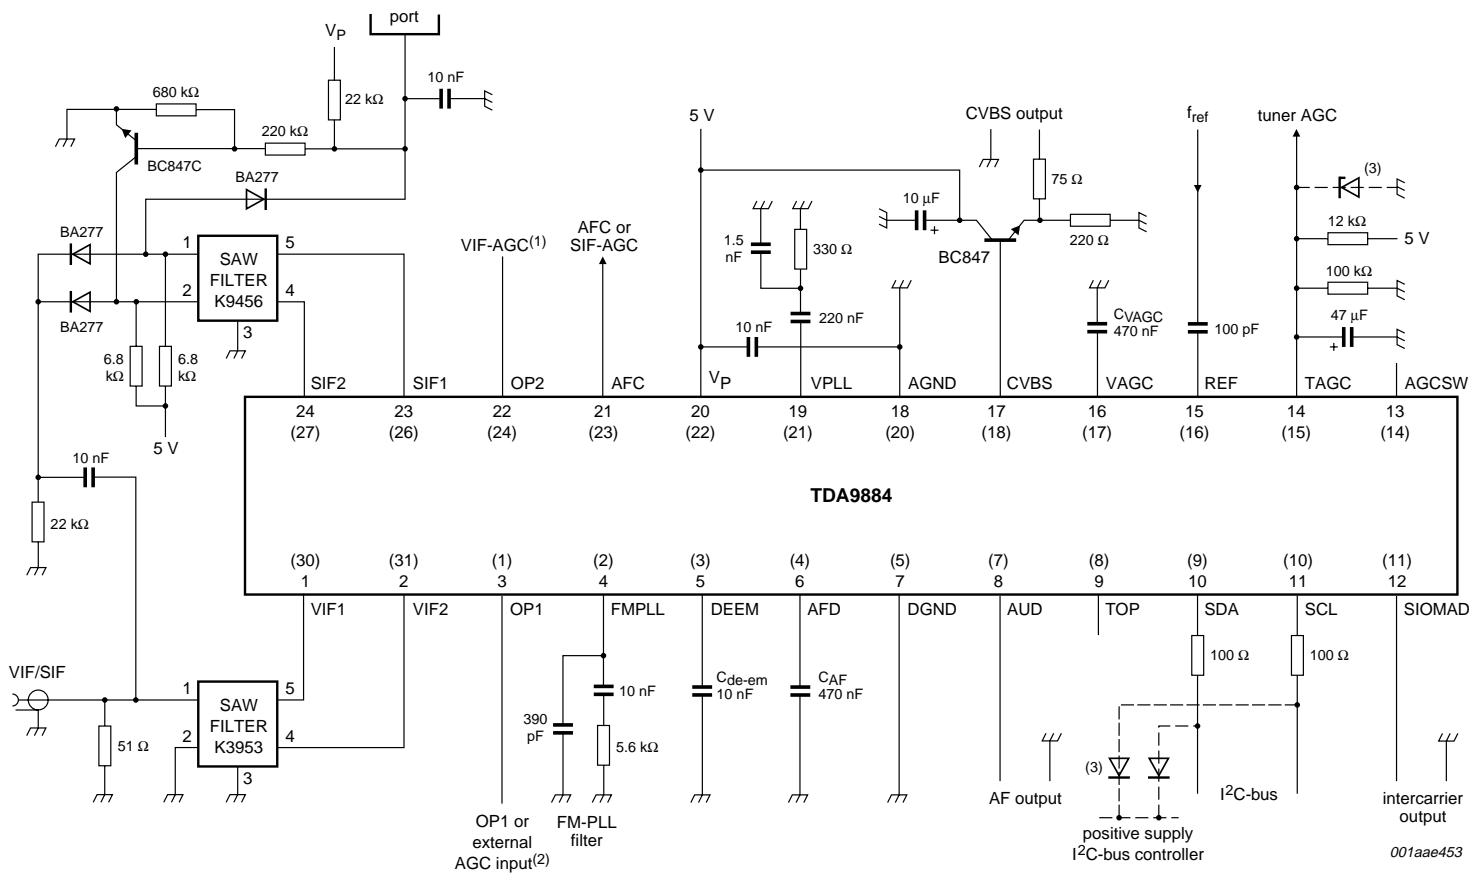 port
VP
10 nF
680 kΩ
22 kΩ
220 kΩ
BC847C
BA277
BA277
BA277
1
5
SAW
FILTER
K9456
2
4
3
6.8
kΩ
6.8
kΩ
5 V
10 nF
22 kΩ
VIF-AGC(1)
AFC or
SIF-AGC
5 V
CVBS output
fref
tuner AGC
(3)
75 Ω
10 μF
+
1.5
nF
330 Ω
BC847
220 Ω
12 kΩ
5 V
100 kΩ
10 nF
220 nF
CVAGC
470 nF
100 pF
47 μF
+
SIF2
SIF1
OP2
AFC
VP
VPLL
AGND
CVBS
VAGC
REF
TAGC
AGCSW
24
23
22
21
20
19
18
17
16
15
14
13
(27)
(26)
(24)
(23)
(22)
(21)
(20)
(18)
(17)
(16)
(15)
(14)
TDA9884
(30)
(31)
(1)
(2)
(3)
(4)
(5)
(7)
(8)
(9)
(10)
(11)
1
2
3
4
5
6
7
8
9
10
11
12
VIF1
VIF2
OP1
FMPLL
DEEM
AFD
DGND
AUD
TOP
SDA
SCL
SIOMAD
VIF/SIF
51 Ω
1
5
SAW
FILTER
K3953
2
4
3
390
pF
10 nF
5.6 kΩ
Cde-em
10 nF
CAF
470 nF
100 Ω
100 Ω
(3)
OP1 or
external
AGC input(2)
FM-PLL
filter
AF output
I2C-bus
positive supply
I2C-bus controller
intercarrier
output
001aae453